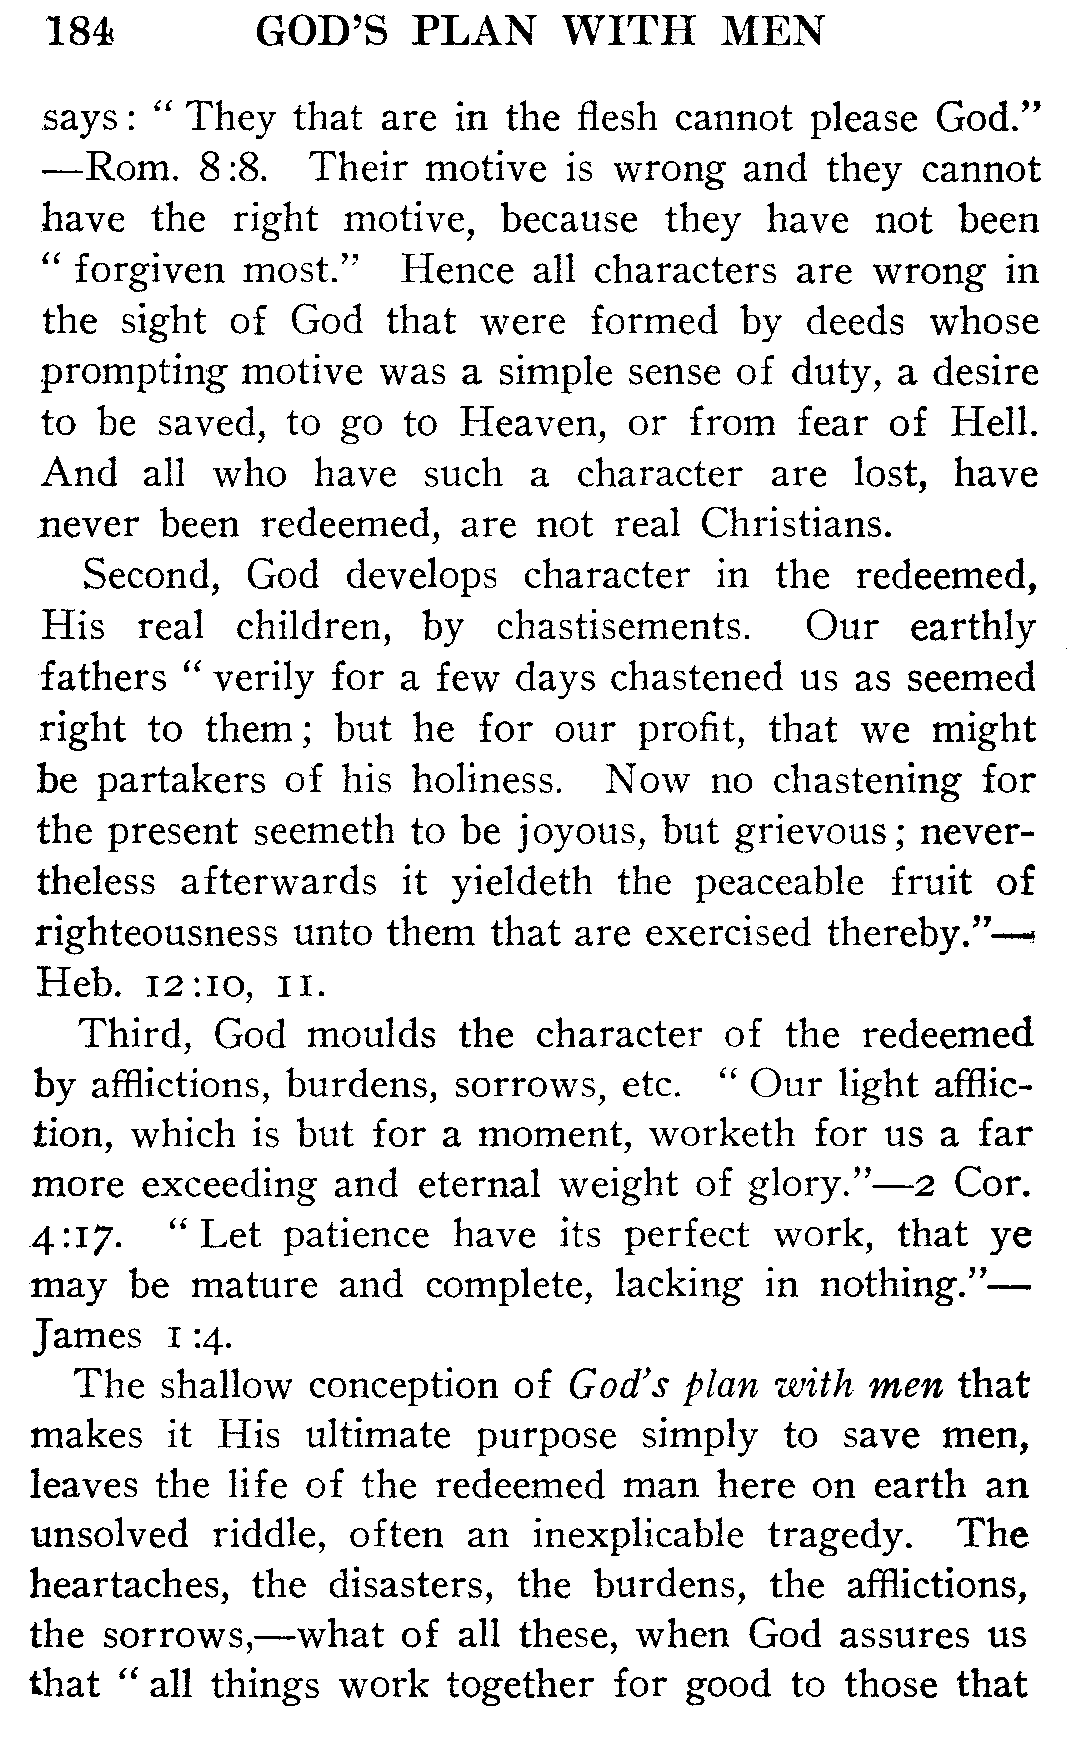 184 GOD'S PLAN WITH MEN
says: " They that are in the flesh cannot please God."
—Rom. 8:8. Their motive is wrong and they cannot
have the right motive, because they have not been
" forgiven most." Hence all characters are wrong in
the sight of God that were formed by deeds whose
prompting motive was a simple sense of duty, a desire
to be saved, to go to Heaven, or from fear of Hell.
And all who have such a character are lost, have
never been redeemed, are not real Christians.
Second, God develops character in the redeemed,
His real children, by chastisements. Our earthly
fathers " verily for a few days chastened us as seemed
right to them; but he for our profit, that we might
be partakers of his holiness. Now no chastening for
the present seemeth to be joyous, but grievous; never-
theless afterwards it yieldeth the peaceable fruit of
righteousness unto them that are exercised thereby."—
Heb. 12:10, 11.
Third, God moulds the character of the redeemed
by afflictions, burdens, sorrows, etc. " Our light afflic-
tion, which is but for a moment, worketh for us a far
more exceeding and eternal weight of glory."—2 Cor.
4:17. " Let patience have its perfect work, that ye
may be mature and complete, lacking in nothing."—
James 1:4.
The shallow conception of God's plan with men that
makes it His ultimate purpose simply to save men,
leaves the life of the redeemed man here on earth an
unsolved riddle, often an inexplicable tragedy. The
heartaches, the disasters, the burdens, the afflictions,
the sorrows,—what of all these, when God assures us
that " all things work together for good to those that